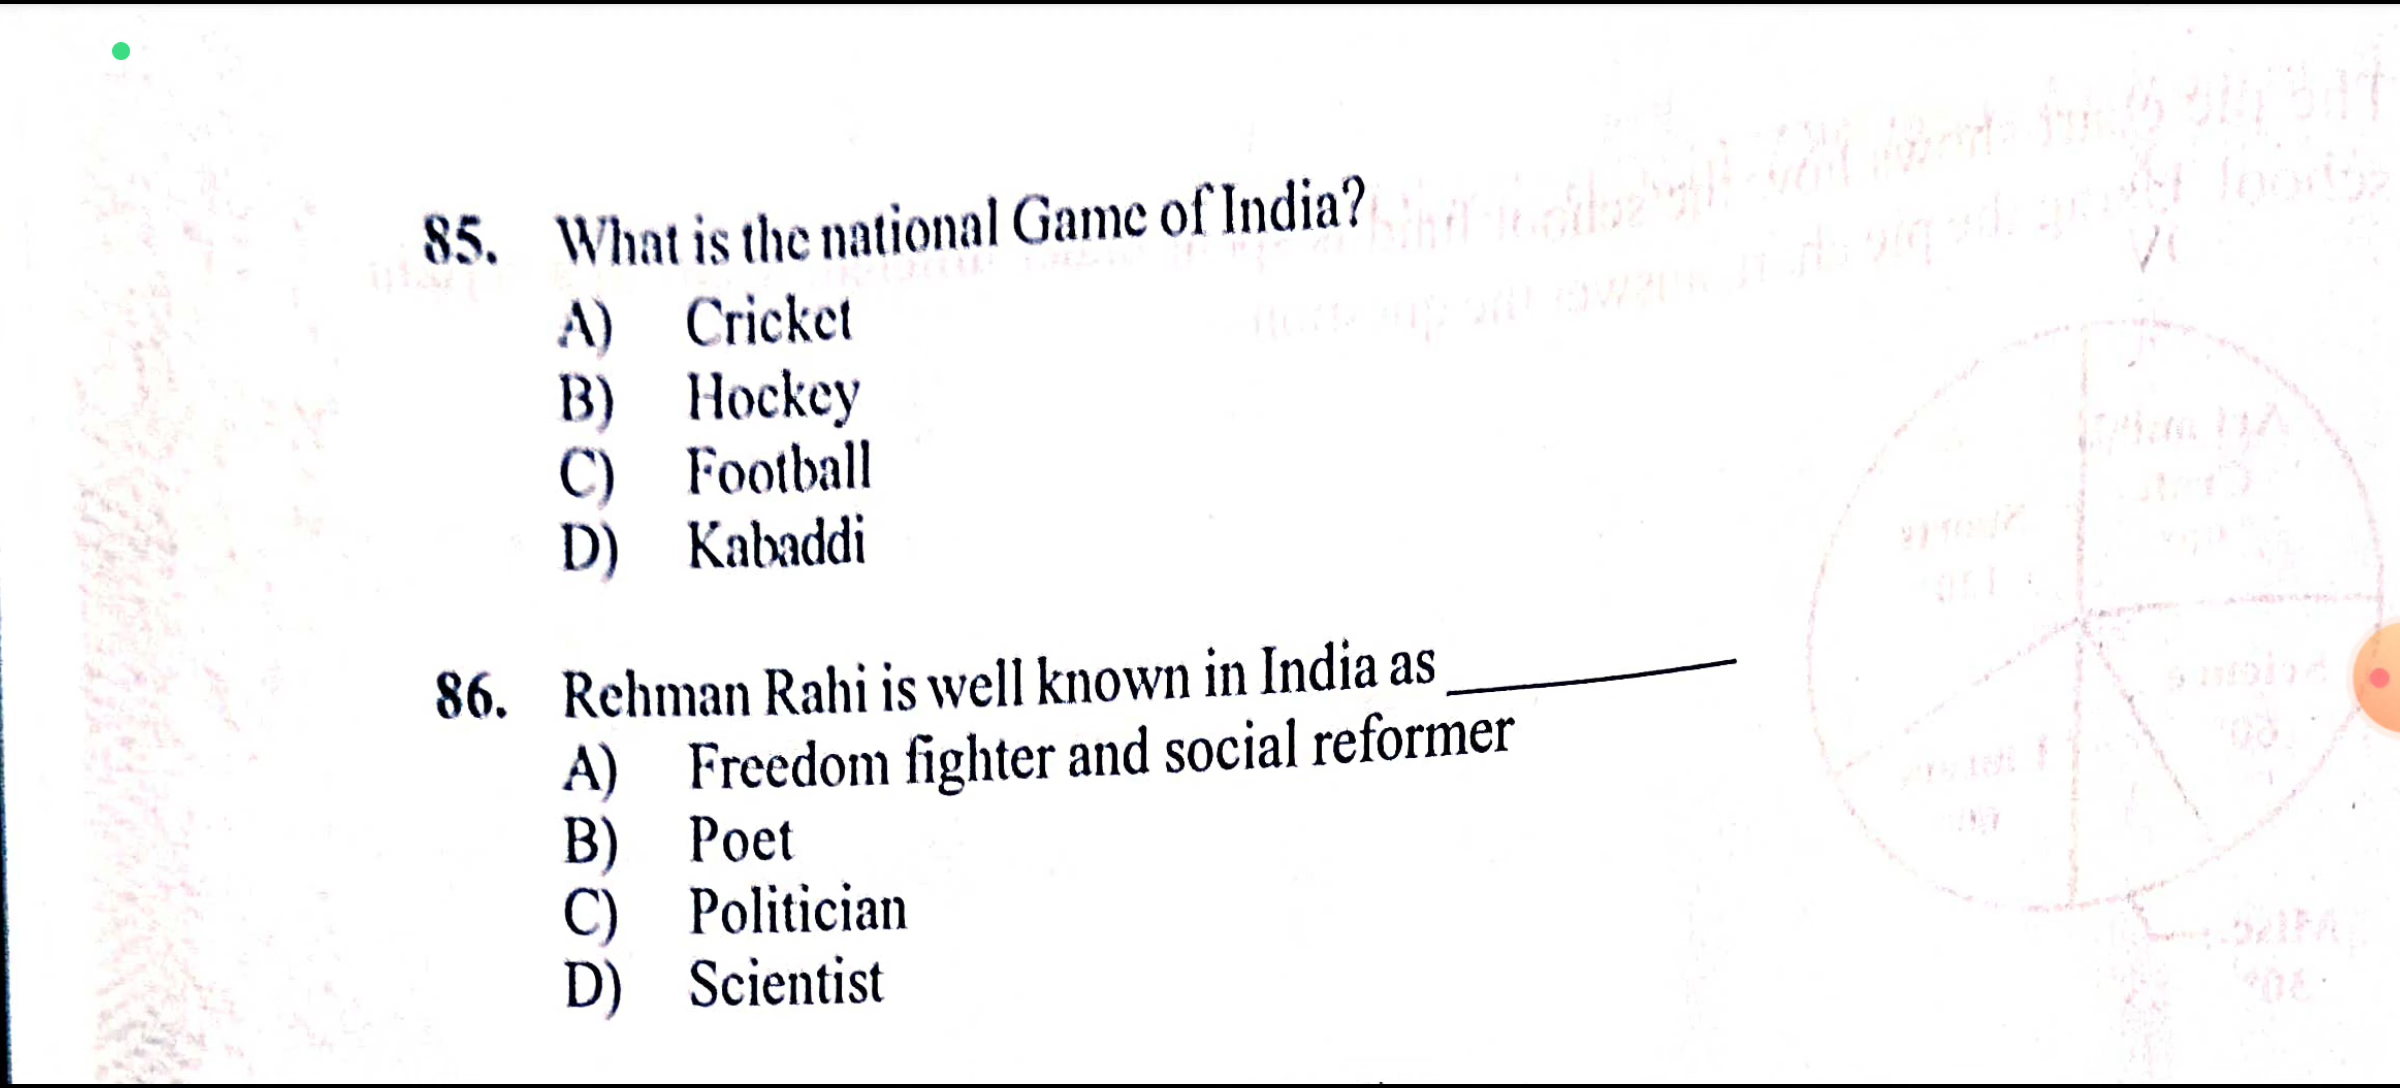 85. What is the national Game of India?
A) Cricket
B) Hockey
C) Football
D) Kabaddi
86. Rehman Rahi is well known in India as ________
A) Freedom fighter and social reformer
B) Poet
C) Politician
D) Scientist